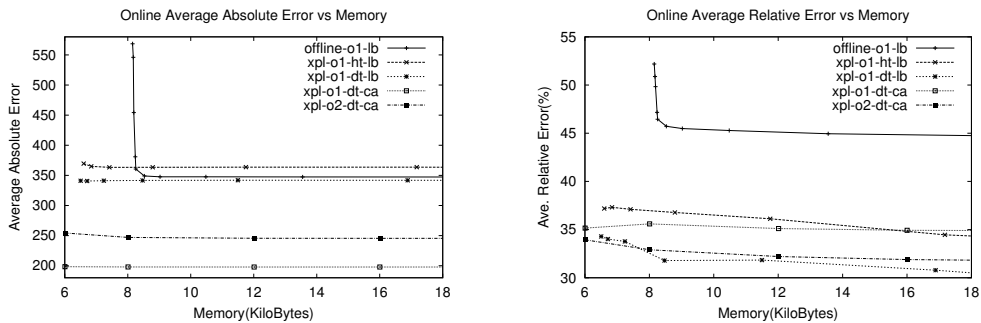 Online Average Absolute Error vs Memory
Average Absolute Error
550
500
450
400
350
300
250
200
6 8 10 12 14 16 18
Memory(KiloBytes)
offline-o1-lb
xpl-o1-ht-lb
xpl-o1-dt-lb
xpl-o1-dt-ca
xpl-o2-dt-ca
Online Average Relative Error vs Memory
Ave. Relative Error(%)
55
50
45
40
35
30
6 8 10 12 14 16 18
Memory(KiloBytes)
offline-o1-lb
xpl-o1-ht-lb
xpl-o1-dt-lb
xpl-o1-dt-ca
xpl-o2-dt-ca